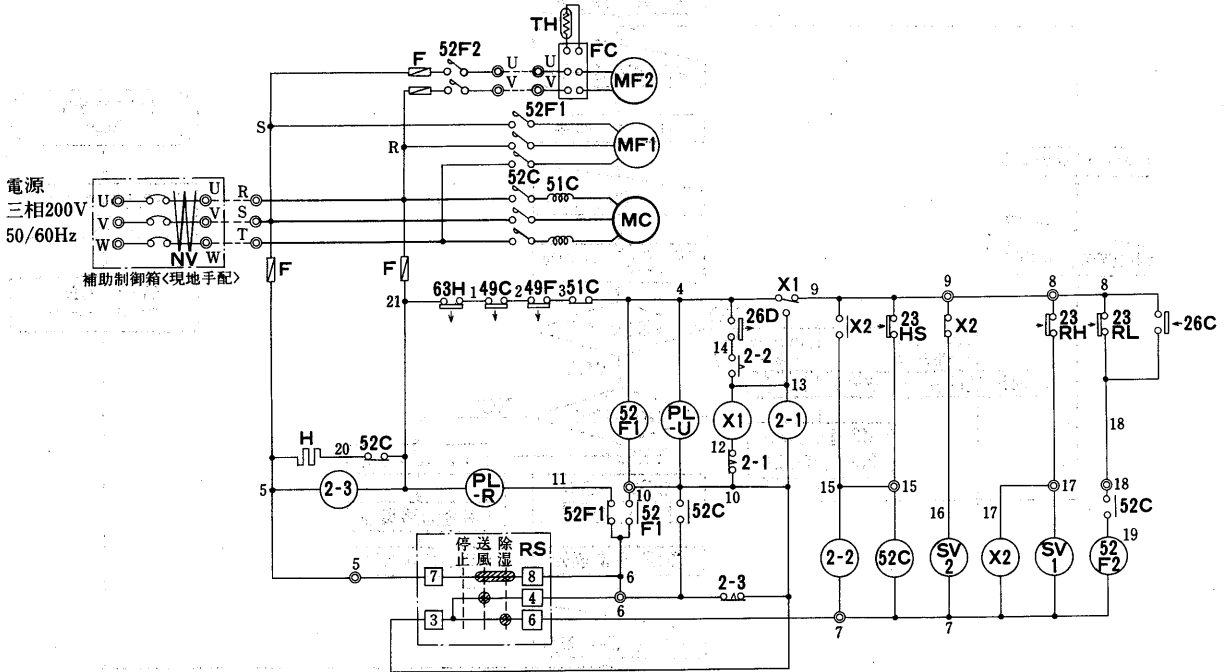 TH
FC
F
52F2
U
U
V
V
MF2
52F1
S
R
MF1
52C
51C
MC
電源
三相200V
50/60Hz
U
V
W
U
V
W
R
S
T
NV
補助制御箱<現地手配>
F
F
21
63H
1
49C
2
49F
3
51C
4
X1
9
9
8
8
26D
X2
23
HS
X2
23
RH
23
RL
26C
14
2-2
13
52
F1
PL
-U
X1
2-1
12
2-1
18
H
20
52C
5
2-3
PL
-R
11
10
10
15
15
16
17
17
18
52F1
52
F1
52C
52C
19
2-2
52C
SV
2
X2
SV
1
52
F2
停止
送風
除湿
RS
5
7
8
6
4
2-3
3
6
6
7
7